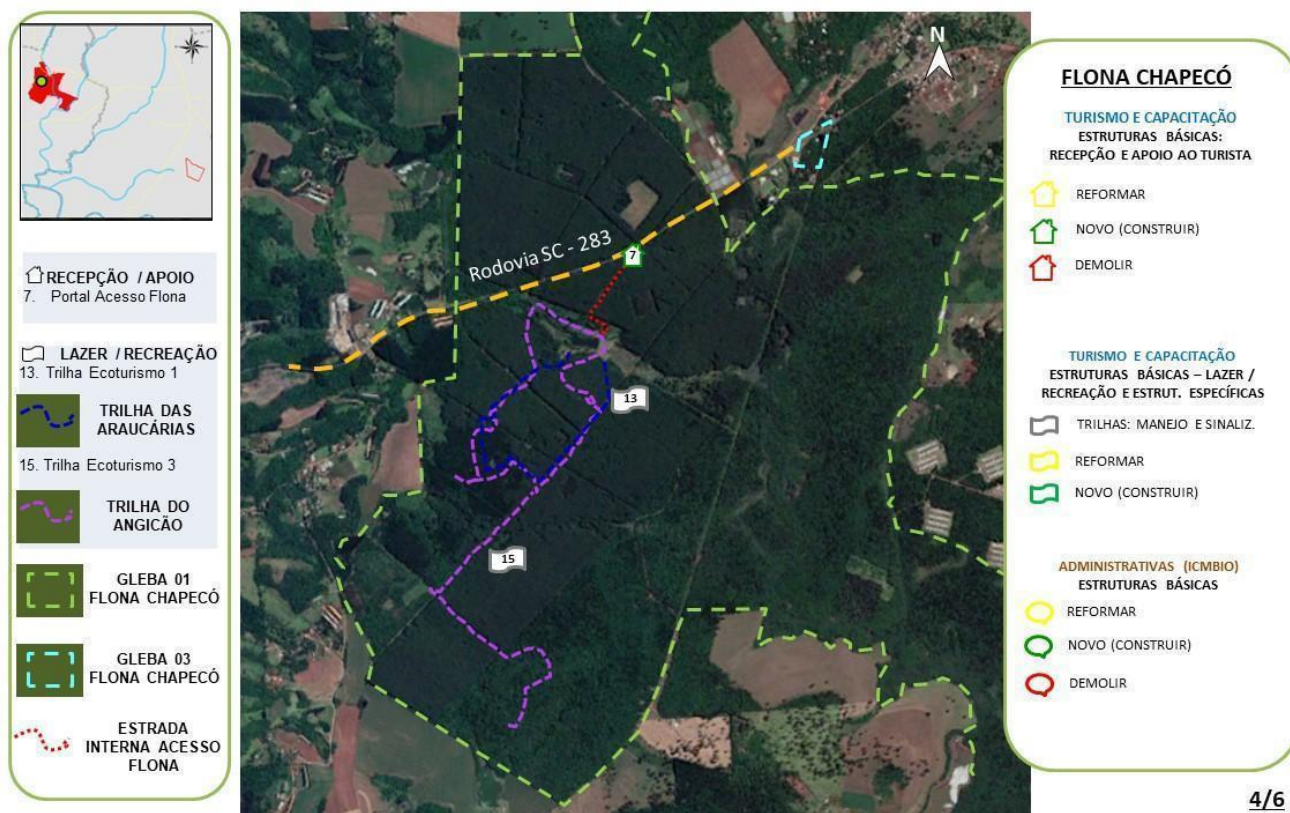 RECEPÇÃO / APOIO
7. Portal Acesso Flona
LAZER / RECREAÇÃO
13. Trilha Ecoturismo 1
TRILHA DAS
ARAUCÁRIAS
15. Trilha Ecoturismo 3
TRILHA DO
ANGICÃO
GLEBA 01
FLONA CHAPECÓ
GLEBA 03
FLONA CHAPECÓ
ESTRADA
INTERNA ACESSO
FLONA
N
Rodovia SC - 283
7
13
15
FLONA CHAPECÓ
TURISMO E CAPACITAÇÃO
ESTRUTURAS BÁSICAS:
RECEPÇÃO E APOIO AO TURISTA
REFORMAR
NOVO (CONSTRUIR)
DEMOLIR
TURISMO E CAPACITAÇÃO
ESTRUTURAS BÁSICAS – LAZER /
RECREAÇÃO E ESTRUT. ESPECÍFICAS
TRILHAS: MANEJO E SINALIZ.
REFORMAR
NOVO (CONSTRUIR)
ADMINISTRATIVAS (ICMBIO)
ESTRUTURAS BÁSICAS
REFORMAR
NOVO (CONSTRUIR)
DEMOLIR
4/6